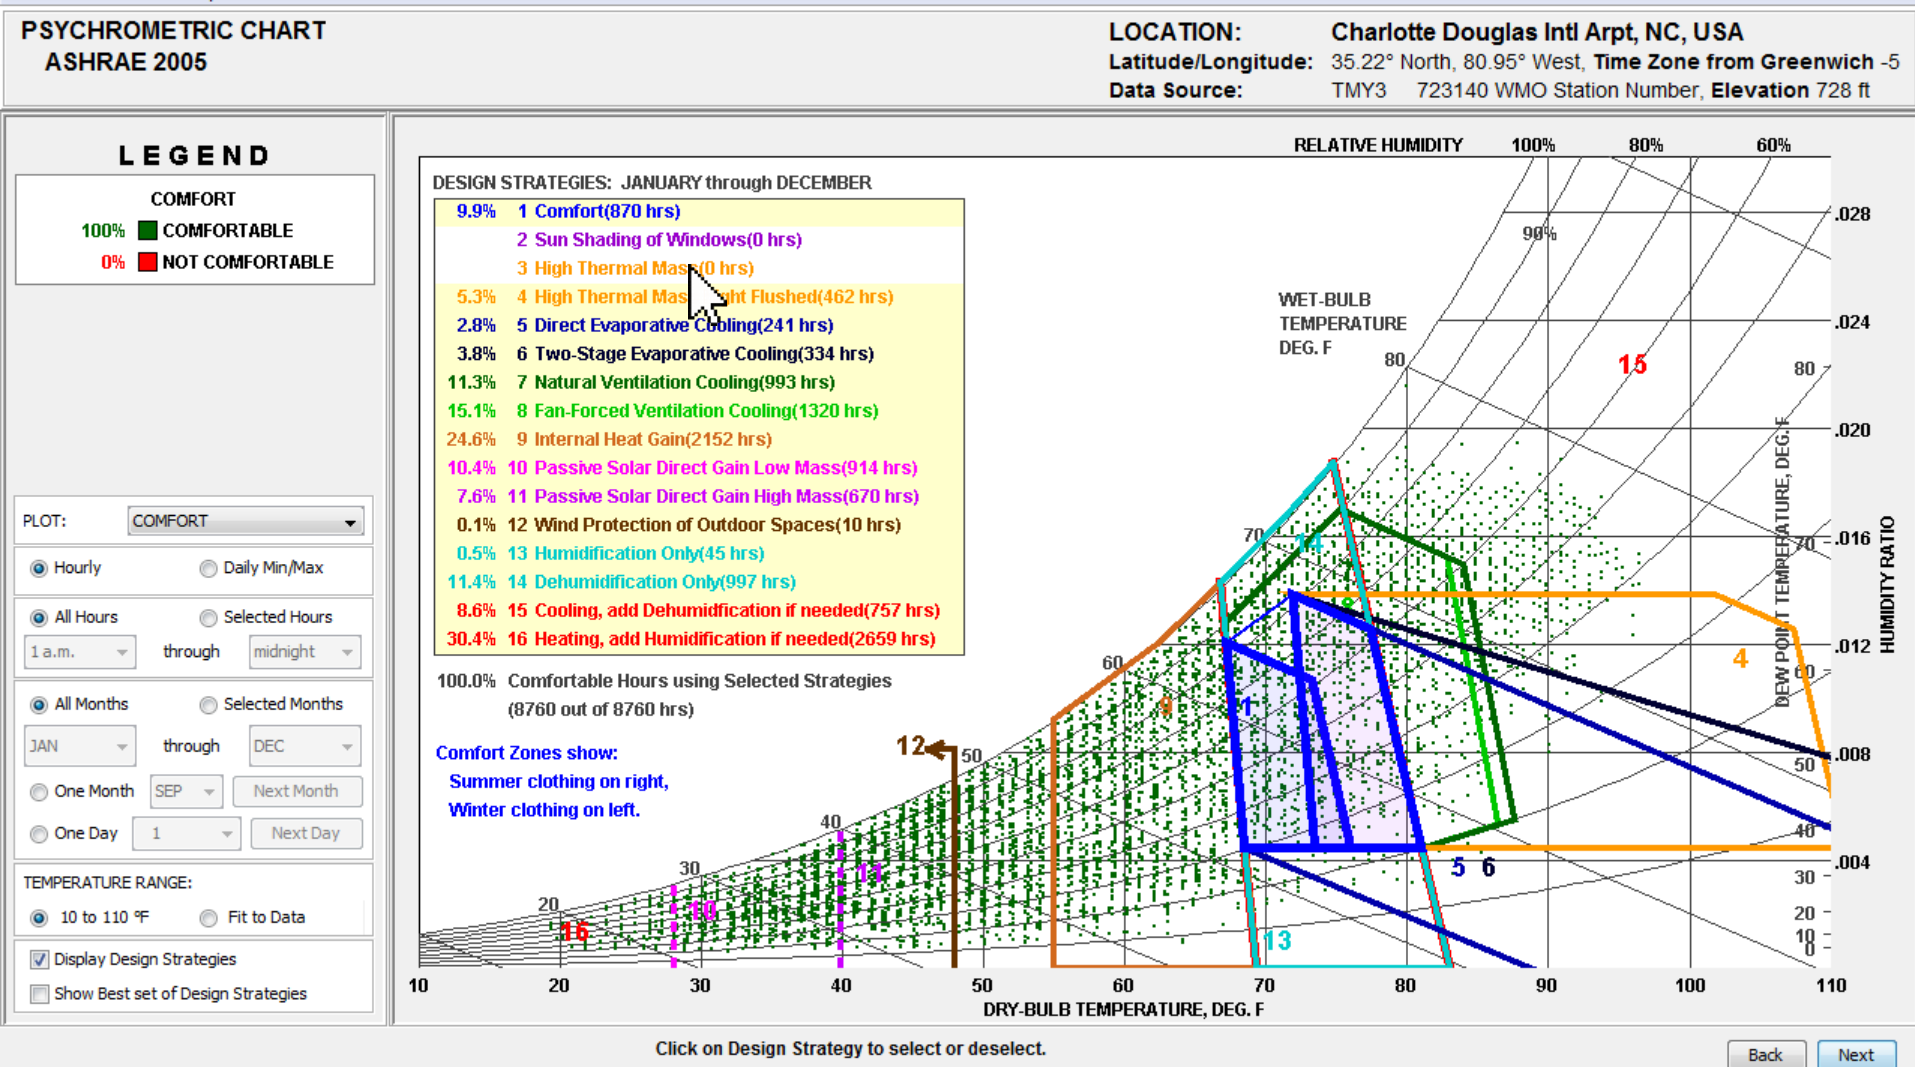 PSYCHROMETRIC CHART
ASHRAE 2005
LOCATION: Charlotte Douglas Intl Arpt, NC, USA
Latitude/Longitude: 35.22° North, 80.95° West, Time Zone from Greenwich -5
Data Source: TMY3 723140 WMO Station Number, Elevation 728 ft
LEGEND
COMFORT
100% COMFORTABLE
0% NOT COMFORTABLE
PLOT: COMFORT
Hourly Daily Min/Max
All Hours Selected Hours
1 a.m. through midnight
All Months Selected Months
JAN through DEC
One Month SEP Next Month
One Day 1 Next Day
TEMPERATURE RANGE:
10 to 110 °F Fit to Data
Display Design Strategies
Show Best set of Design Strategies
RELATIVE HUMIDITY 100% 80% 60%
DESIGN STRATEGIES: JANUARY through DECEMBER
9.9% 1 Comfort(870 hrs)
2 Sun Shading of Windows(0 hrs)
3 High Thermal Mass(0 hrs)
5.3% 4 High Thermal Mass Flushed(462 hrs)
2.8% 5 Direct Evaporative Cooling(241 hrs)
3.8% 6 Two-Stage Evaporative Cooling(334 hrs)
11.3% 7 Natural Ventilation Cooling(993 hrs)
15.1% 8 Fan-Forced Ventilation Cooling(1320 hrs)
24.6% 9 Internal Heat Gain(2152 hrs)
10.4% 10 Passive Solar Direct Gain Low Mass(914 hrs)
7.6% 11 Passive Solar Direct Gain High Mass(670 hrs)
0.1% 12 Wind Protection of Outdoor Spaces(10 hrs)
0.5% 13 Humidification Only(45 hrs)
11.4% 14 Dehumidification Only(997 hrs)
8.6% 15 Cooling, add Dehumidfication if needed(757 hrs)
30.4% 16 Heating, add Humidification if needed(2659 hrs)
100.0% Comfortable Hours using Selected Strategies
(8760 out of 8760 hrs)
Comfort Zones show:
Summer clothing on right,
Winter clothing on left.
90%
WET-BULB
TEMPERATURE
DEG. F
20
30
40
50
60
70
80
16
10
11
12
9
1
14
8
13
5
6
4
15
DEW POINT TEMPERATURE, DEG. F
80
70
60
50
40
30
20
10
0
.028
.024
.020
.016
.012
.008
.004
HUMIDITY RATIO
10 20 30 40 50 60 70 80 90 100 110
DRY-BULB TEMPERATURE, DEG. F
Click on Design Strategy to select or deselect.
Back Next